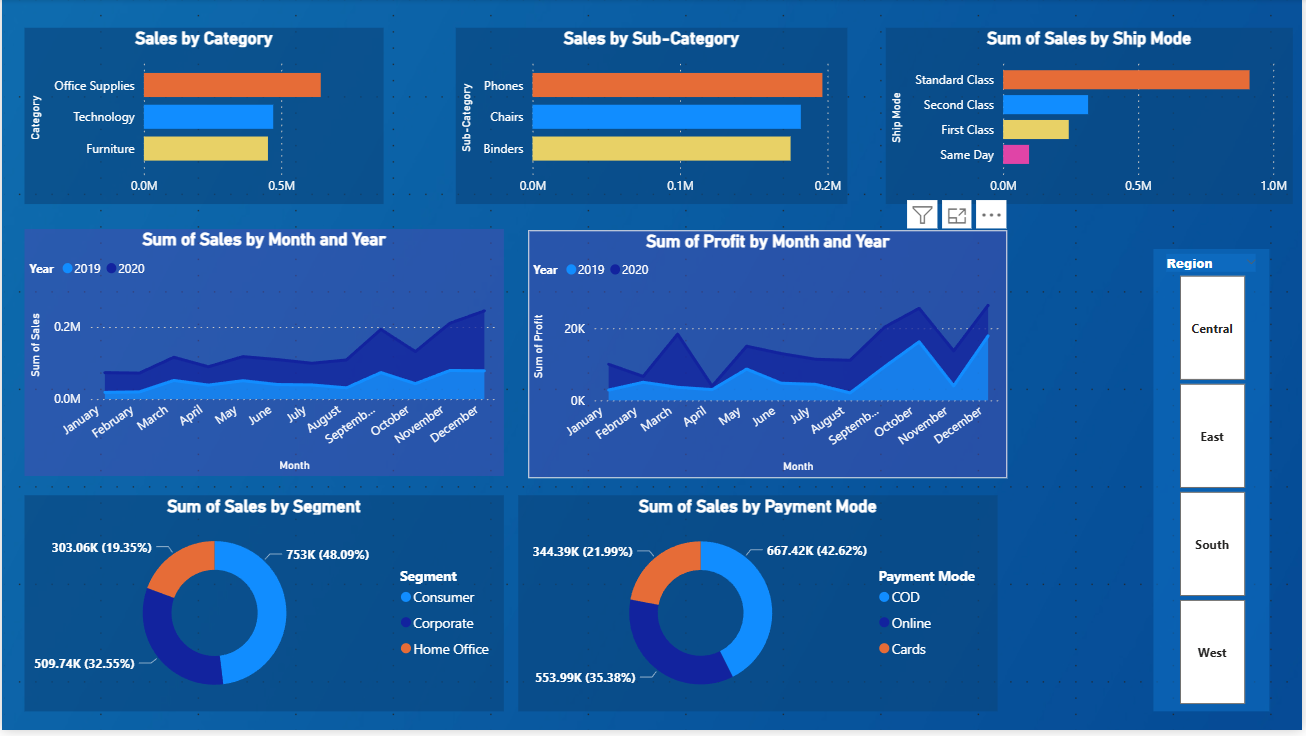 Sales by Category
Category
Office Supplies
Technology
Furniture
0.0M 0.5M
Sales by Sub-Category
Sub-Category
Phones
Chairs
Binders
0.0M 0.1M 0.2M
Sum of Sales by Ship Mode
Ship Mode
Standard Class
Second Class
First Class
Same Day
0.0M 0.5M 1.0M
Sum of Sales by Month and Year
Year 2019 2020
Sum of Sales
0.2M
0.0M
January February March April May June July August Septemb... October November December
Month
Sum of Profit by Month and Year
Year 2019 2020
Sum of Profit
20K
0K
January February March April May June July August Septemb... October November December
Month
Region
Central
East
South
West
Sum of Sales by Segment
303.06K (19.35%)
753K (48.09%)
509.74K (32.55%)
Segment
Consumer
Corporate
Home Office
Sum of Sales by Payment Mode
344.39K (21.99%)
667.42K (42.62%)
553.99K (35.38%)
Payment Mode
COD
Online
Cards